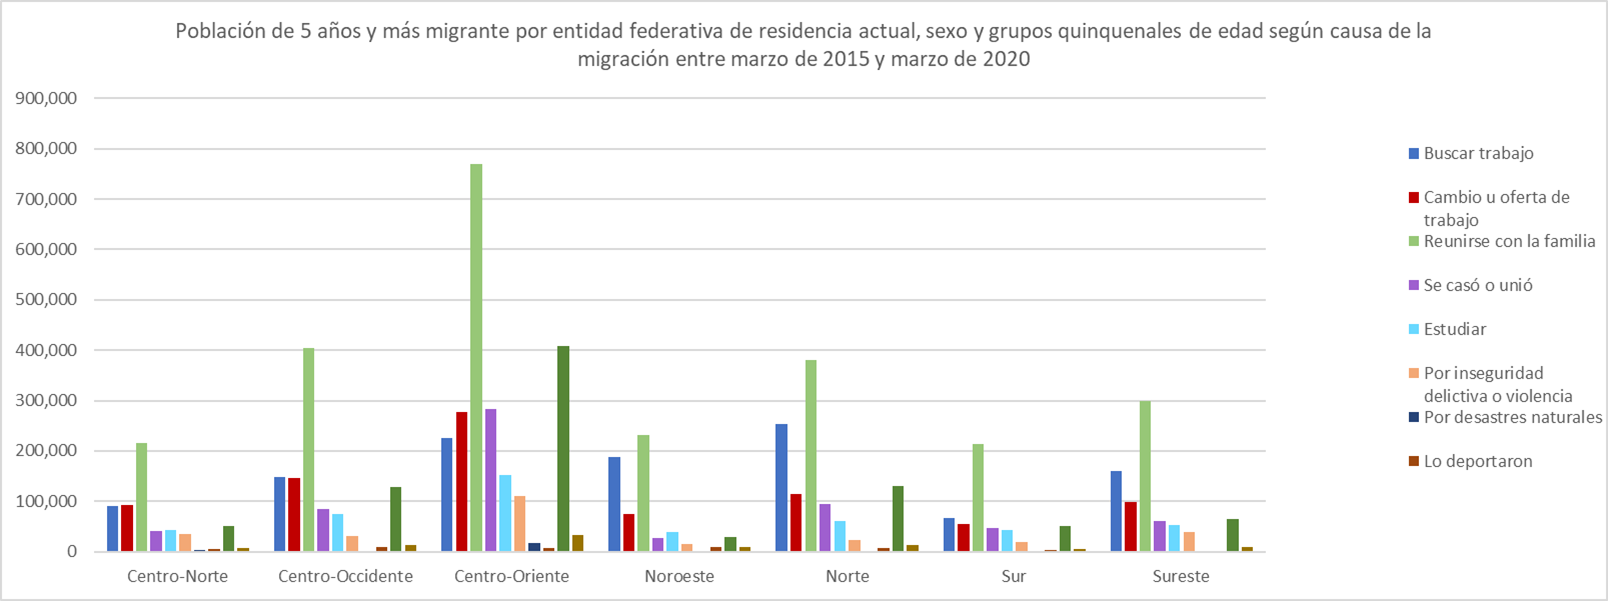 Población de 5 años y más migrante por entidad federativa de residencia actual, sexo y grupos quinquenales de edad según causa de la
migración entre marzo de 2015 y marzo de 2020
900,000
800,000
700,000
600,000
500,000
400,000
300,000
200,000
100,000
0
Centro-Norte
Centro-Occidente
Centro-Oriente
Noroeste
Norte
Sur
Sureste
Buscar trabajo
Cambio u oferta de
trabajo
Reunirse con la familia
Se casó o unió
Estudiar
Por inseguridad
delictiva o violencia
Por desastres naturales
Lo deportaron